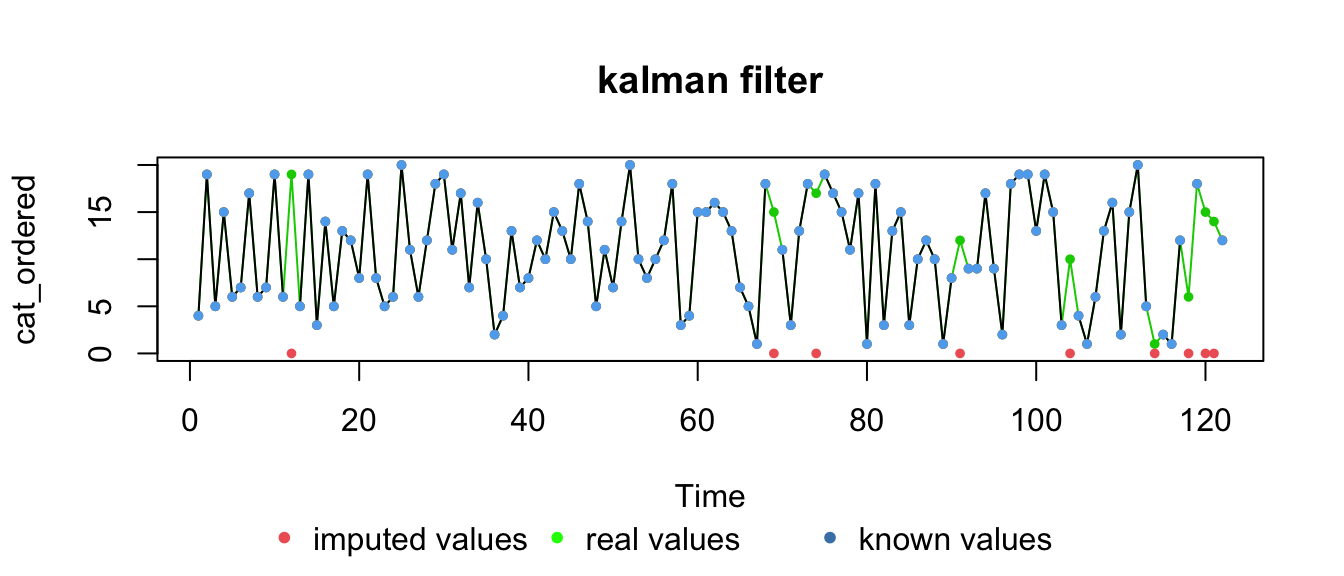 kalman filter
cat_ordered
15
5
0
0 20 40 60 80 100 120
Time
imputed values real values known values